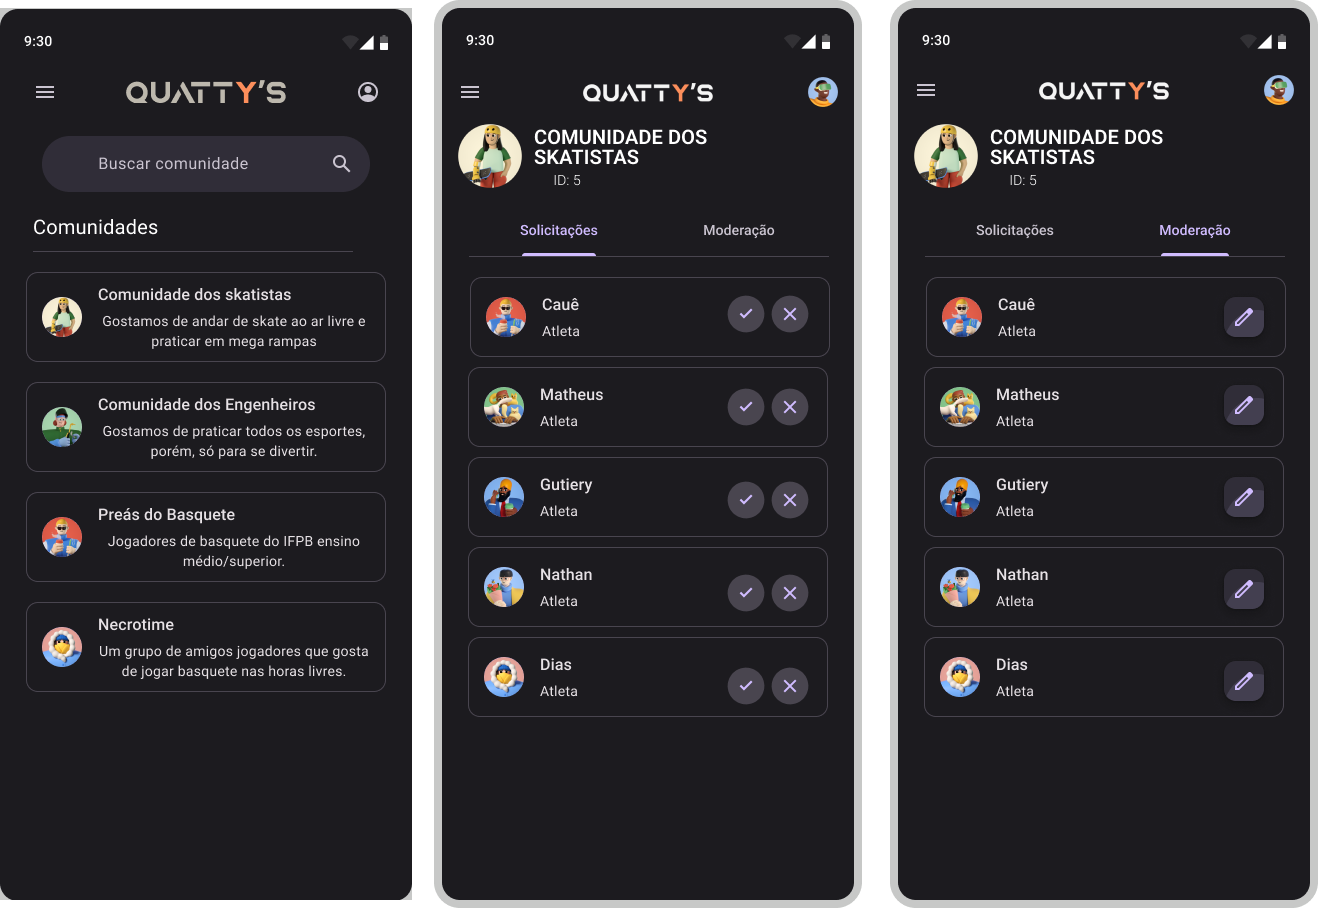 9:30
QUATTY'S
Buscar comunidade
Comunidades
Comunidade dos skatistas
Gostamos de andar de skate ao ar livre e
praticar em mega rampas
Comunidade dos Engenheiros
Gostamos de praticar todos os esportes,
porém, só para se divertir.
Preás do Basquete
Jogadores de basquete do IFPB ensino
médio/superior.
Necrotime
Um grupo de amigos jogadores que gosta
de jogar basquete nas horas livres.
9:30
QUATTY'S
COMUNIDADE DOS
SKATISTAS
ID: 5
Solicitações
Moderação
Cauê
Atleta
Matheus
Atleta
Gutiery
Atleta
Nathan
Atleta
Dias
Atleta
9:30
QUATTY'S
COMUNIDADE DOS
SKATISTAS
ID: 5
Solicitações
Moderação
Cauê
Atleta
Matheus
Atleta
Gutiery
Atleta
Nathan
Atleta
Dias
Atleta